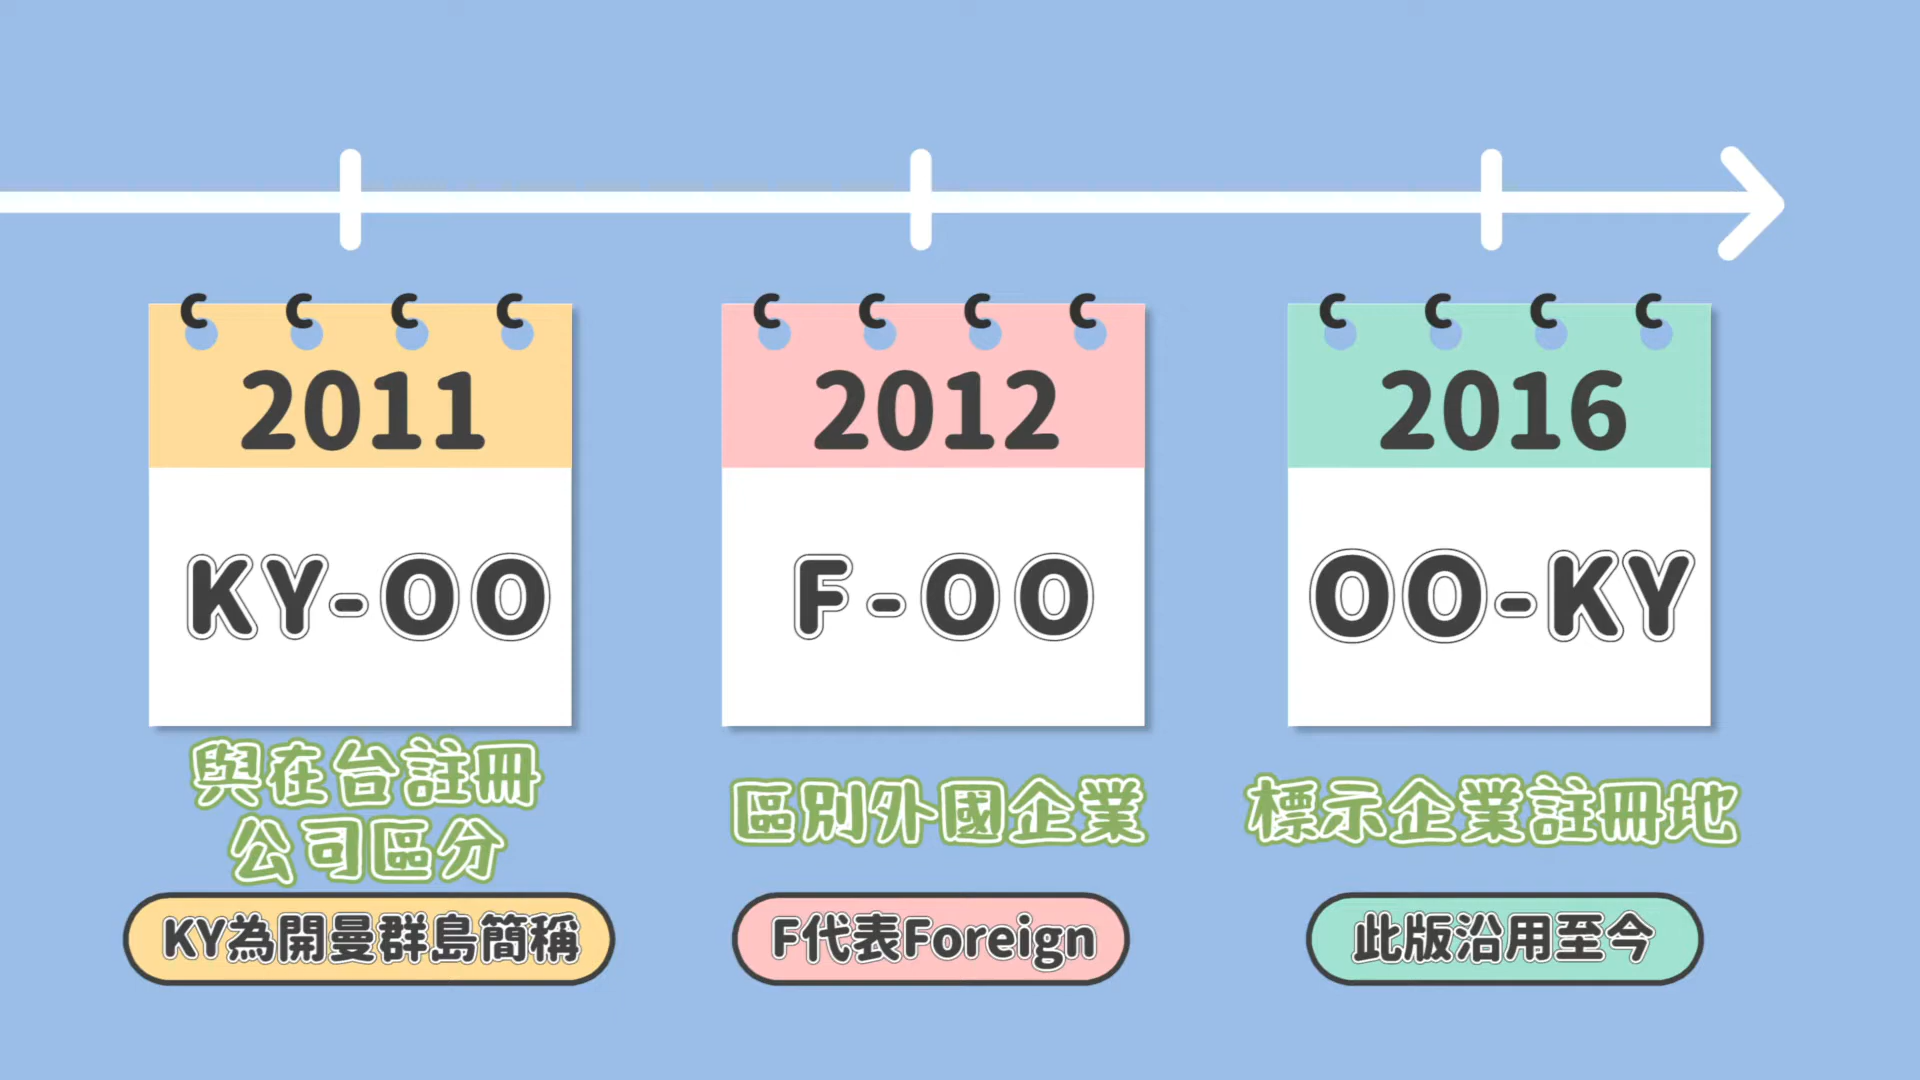 2011
KY-OO
與在台註冊
公司區分
KY為開曼群島簡稱
2012
F-OO
區別外國企業
F代表Foreign
2016
OO-KY
標示企業註冊地
此版沿用至今